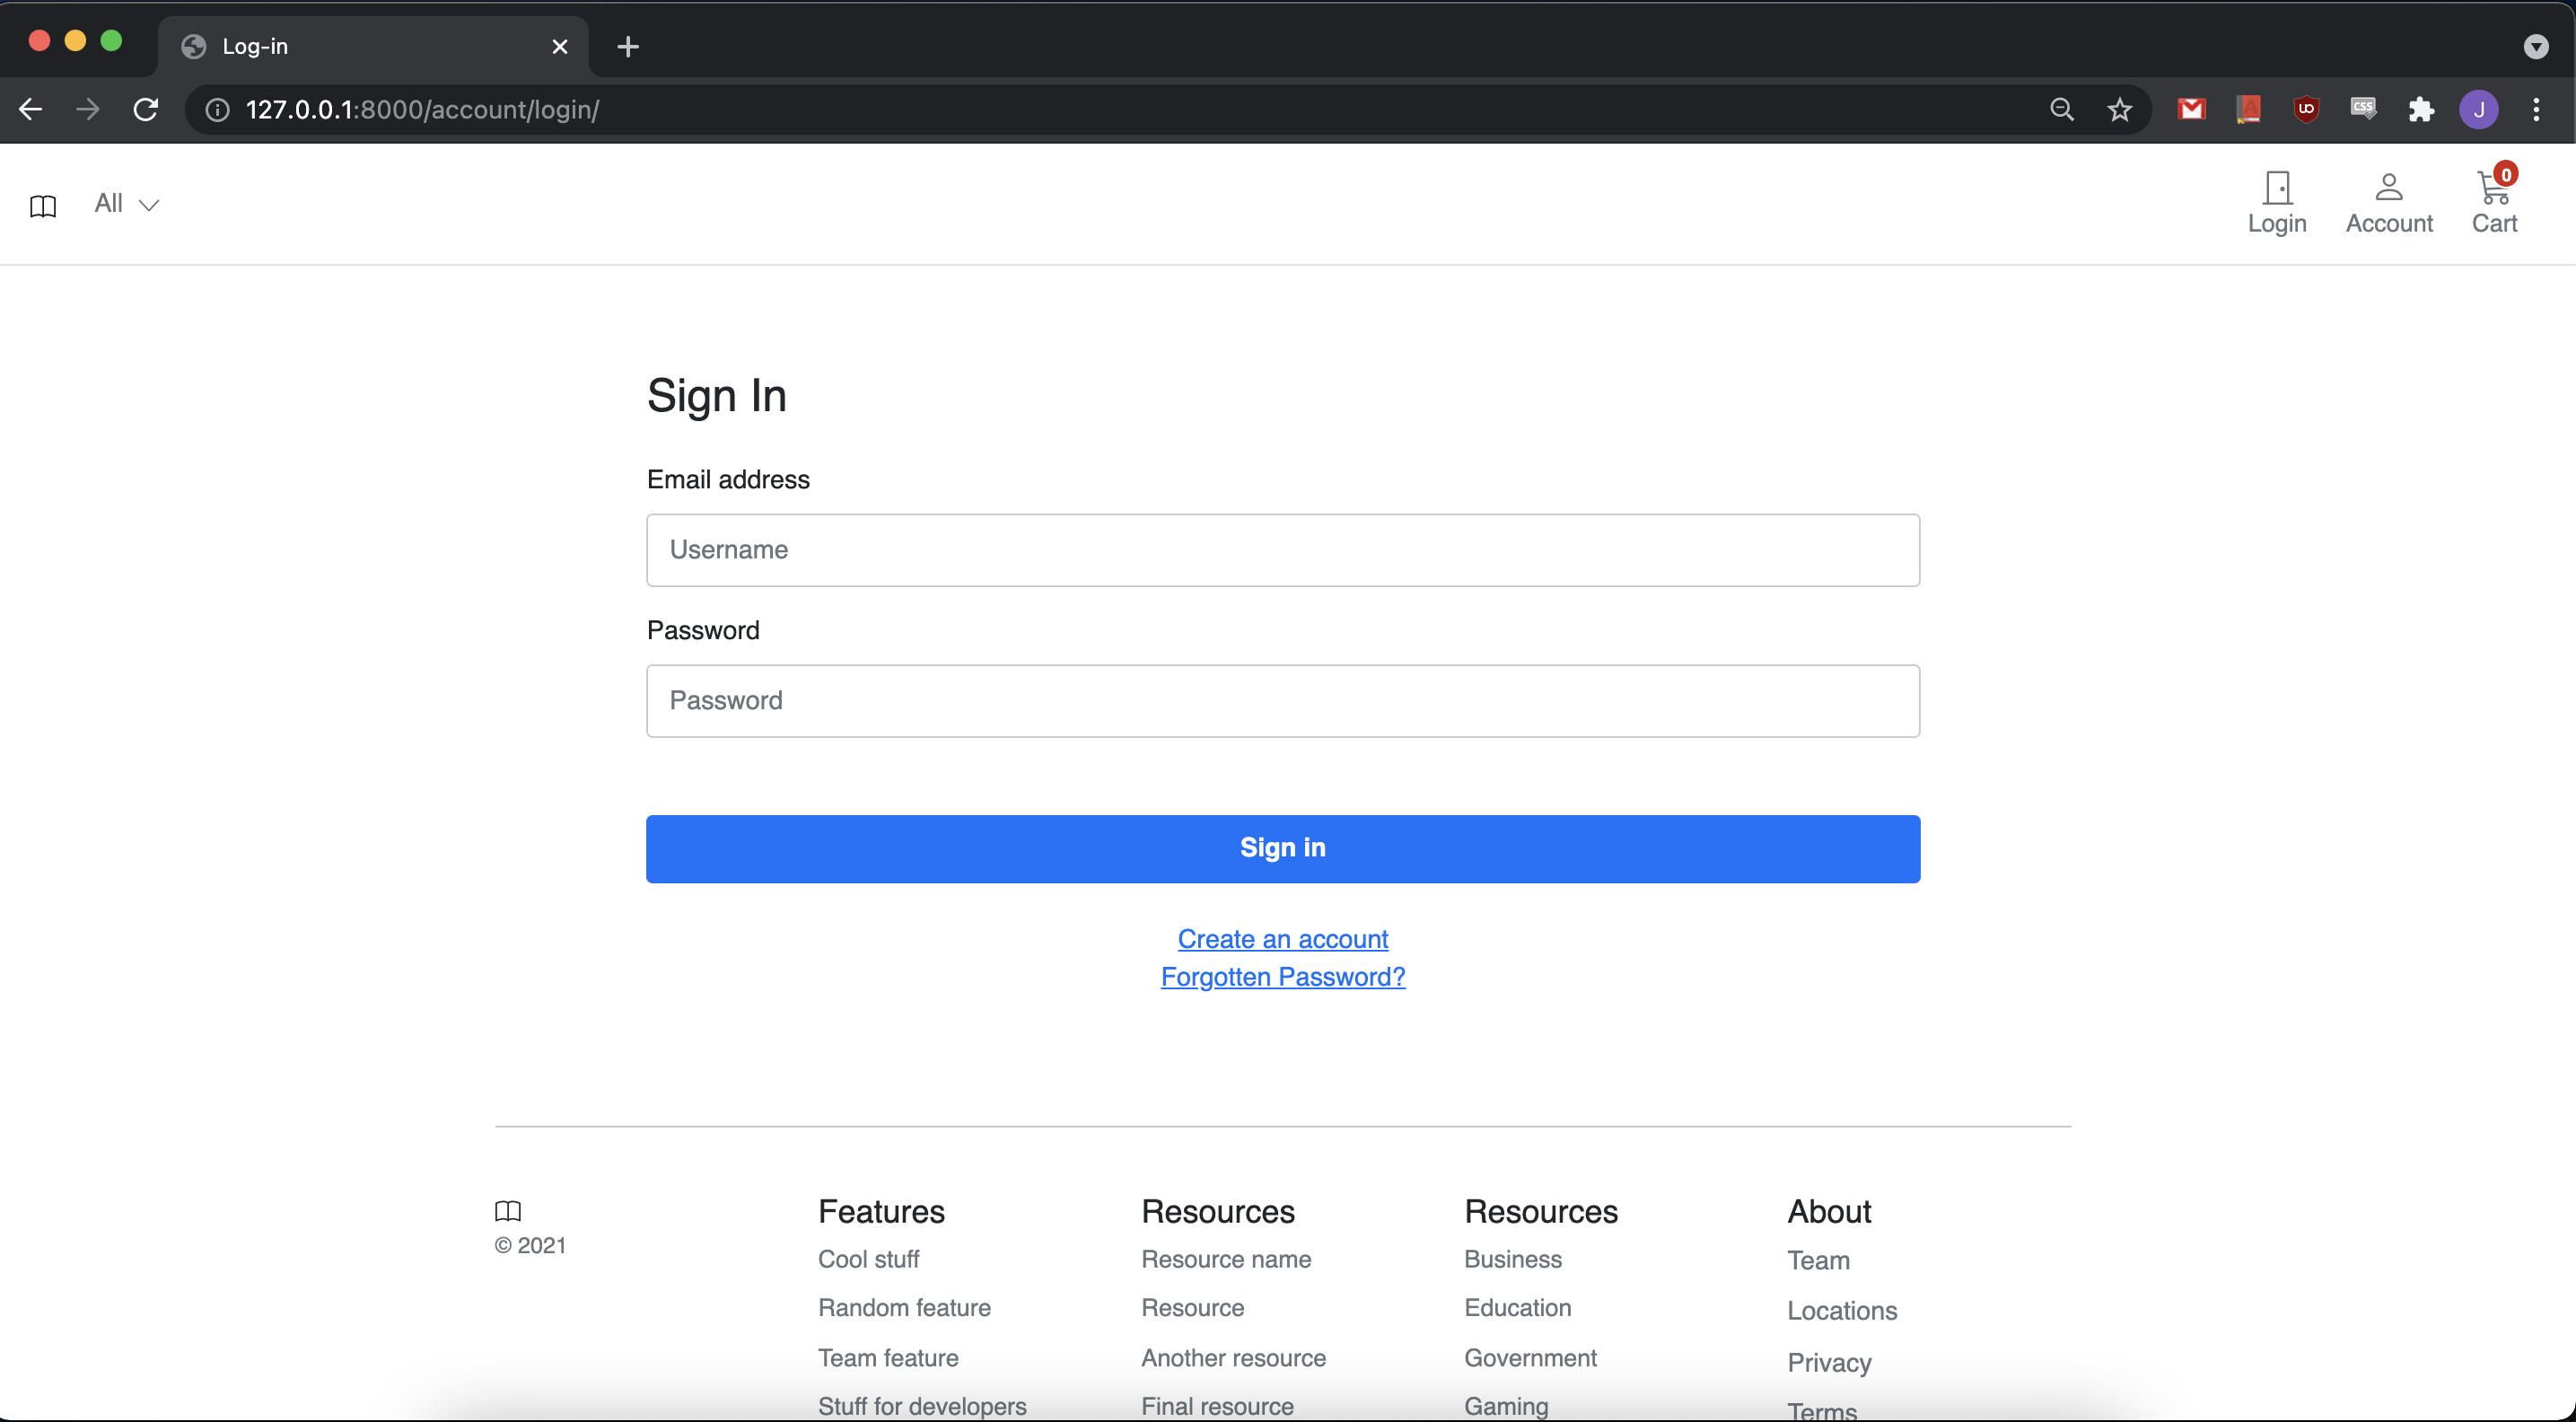 Log-in
127.0.0.1:8000/account/login/
J
All
0
Login Account Cart
Sign In
Email address
Username
Password
Password
Sign in
Create an account
Forgotten Password?
© 2021
Features
Cool stuff
Random feature
Team feature
Stuff for developers
Resources
Resource name
Resource
Another resource
Final resource
Resources
Business
Education
Government
Gaming
About
Team
Locations
Privacy
Terms